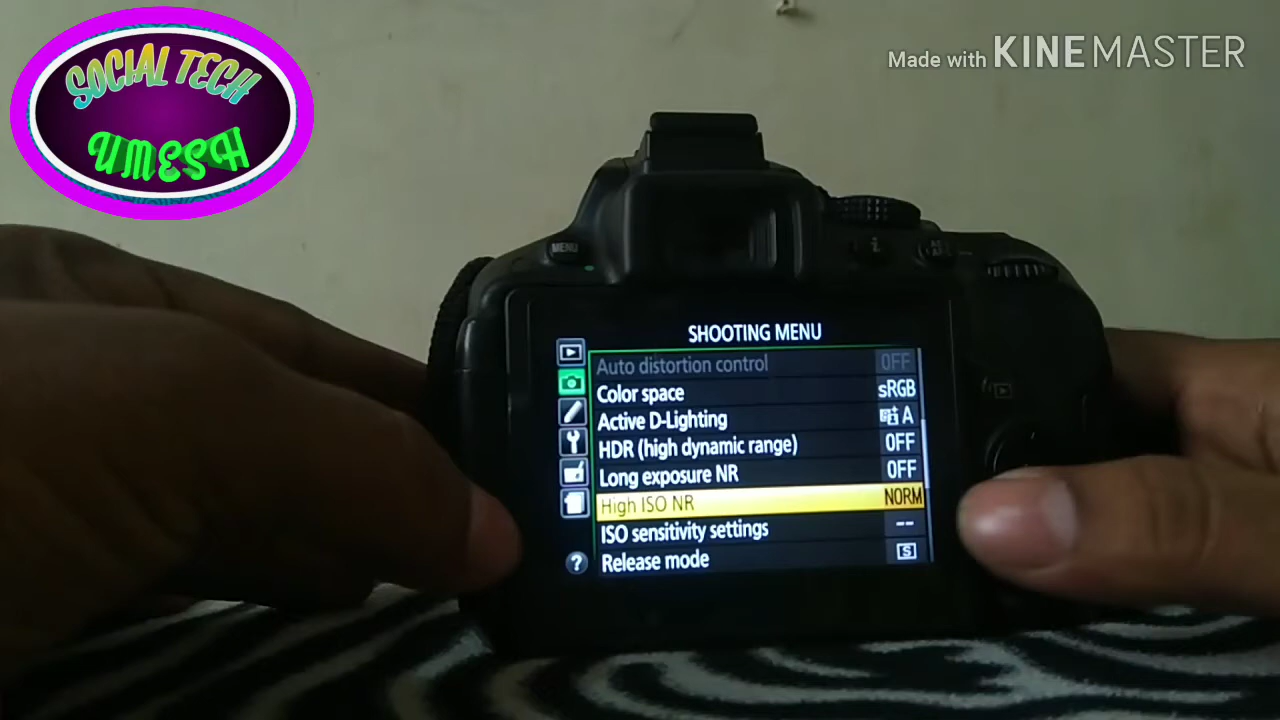 SOCIAL TECH
UMESH
Made with KINEMASTER
MENU
i
SHOOTING MENU
Auto distortion control OFF
Color space sRGB
Active D-Lighting A
HDR (high dynamic range) OFF
Long exposure NR OFF
High ISO NR NORM
ISO sensitivity settings --
Release mode S
?